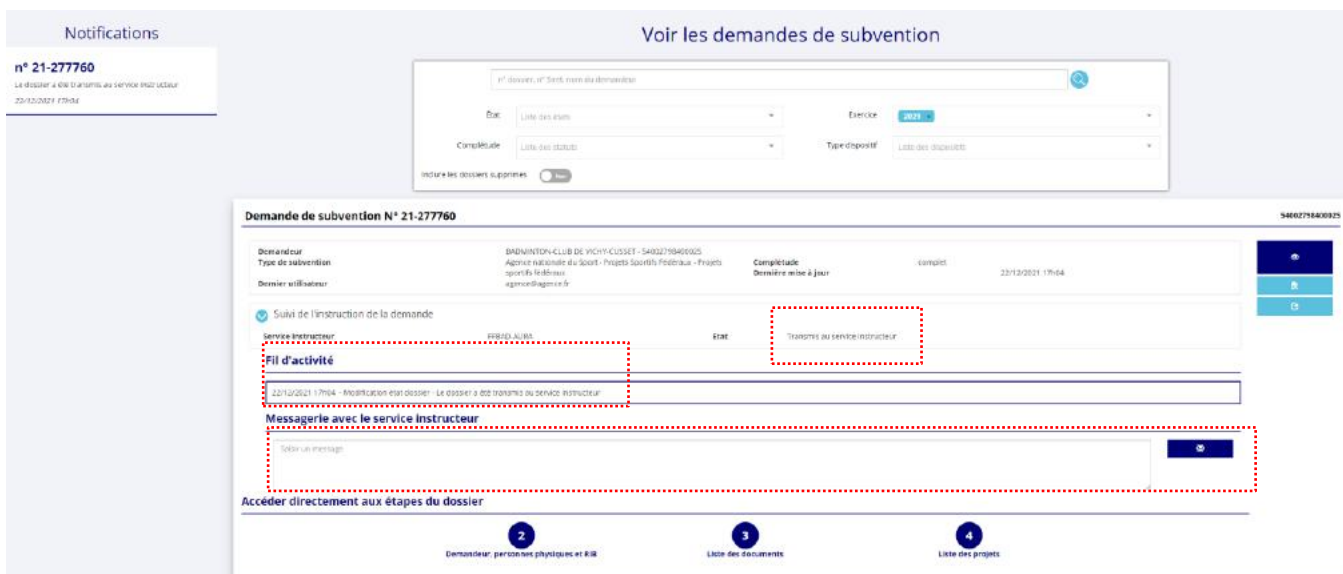 Notifications
Voir les demandes de subvention
n° 21-277760
Le dossier a été transmis au service instructeur
22/12/2021 17h04
n° dossier, n° Siret, nom du demandeur
État
Liste des états
Exercice
Complétude
Liste des statuts
Type dispositif
Liste des dispositifs
Inclure les dossiers supprimés
Non
Demande de subvention N° 21-277760
54002798400025
Demandeur
BADMINTON-CLUB DE VICHY-CUSSET - 54002798400025
Type de subvention
Agence nationale du Sport - Projets Sportifs Fédéraux - Projets sportifs fédéraux
Complétude
complet
Dernière mise à jour
22/12/2021 17h04
Dernier utilisateur
agence@agence.fr
Suivi de l'instruction de la demande
Service instructeur
FFBAD-AURA
Etat
Transmis au service instructeur
Fil d'activité
22/12/2021 17h04 - Modification état dossier - Le dossier a été transmis au service instructeur
Messagerie avec le service instructeur
Saisir un message
Accéder directement aux étapes du dossier
2
3
4
Demandeur, personnes physiques et RIB
Liste des documents
Liste des projets